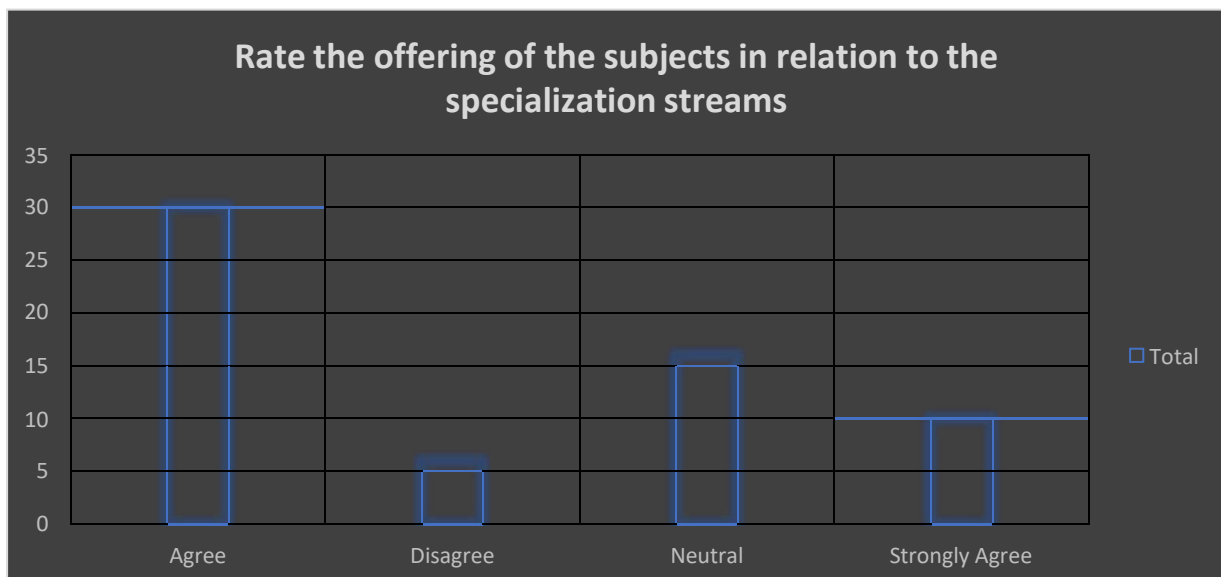 Rate the offering of the subjects in relation to the
specialization streams
35
30
25
20
15
10
5
0
Agree
Disagree
Neutral
Strongly Agree
Total